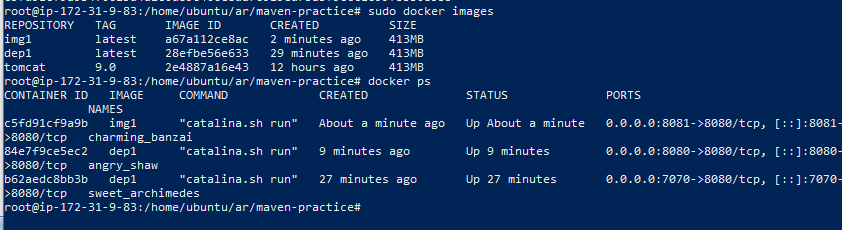 root@ip-172-31-9-83:/home/ubuntu/ar/maven-practice# sudo docker images
REPOSITORY   TAG       IMAGE ID       CREATED          SIZE
img1         latest    a67a112ce8ac   2 minutes ago    413MB
dep1         latest    28efbe56e633   29 minutes ago   413MB
tomcat       9.0       2e4887a16e43   12 hours ago     413MB
root@ip-172-31-9-83:/home/ubuntu/ar/maven-practice# docker ps
CONTAINER ID   IMAGE     COMMAND             CREATED              STATUS              PORTS
           NAMES
c5fd91cf9a9b   img1      "catalina.sh run"   About a minute ago   Up About a minute   0.0.0.0:8081->8080/tcp, [::]:8081-
>8080/tcp   charming_banzai
84e7f9ce5ec2   dep1      "catalina.sh run"   9 minutes ago        Up 9 minutes        0.0.0.0:8080->8080/tcp, [::]:8080-
>8080/tcp   angry_shaw
b62aedc8bb3b   dep1      "catalina.sh run"   27 minutes ago       Up 27 minutes       0.0.0.0:7070->8080/tcp, [::]:7070-
>8080/tcp   sweet_archimedes
root@ip-172-31-9-83:/home/ubuntu/ar/maven-practice#